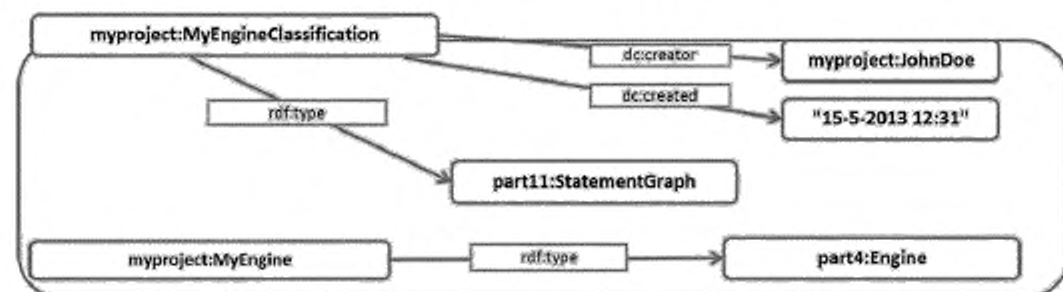 myproject:MyEngineClassification
dc:creator
myproject:JohnDoe
dc:created
"15-5-2013 12:31"
rdf:type
part11:StatementGraph
myproject:MyEngine
rdf:type
part4:Engine